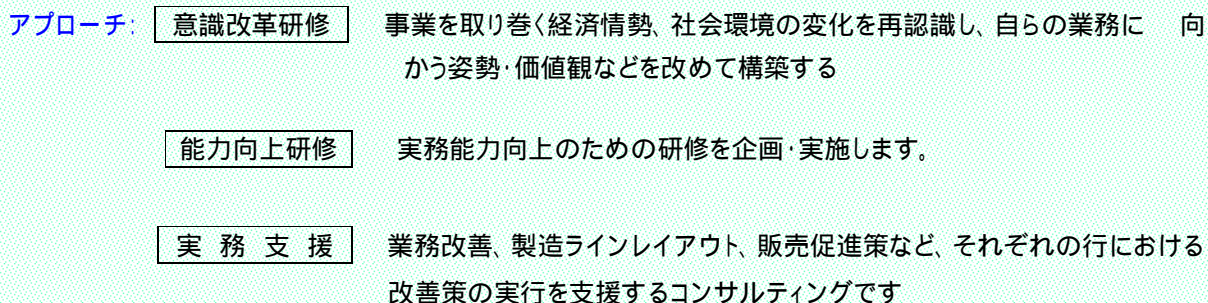 アプローチ: 意識改革研修 事業を取り巻く経済情勢、社会環境の変化を再認識し、自らの業務に 向
かう姿勢・価値観などを改めて構築する
能力向上研修 実務能力向上のための研修を企画・実施します。
実 務 支 援 業務改善、製造ラインレイアウト、販売促進策など、それぞれの行における
改善策の実行を支援するコンサルティングです